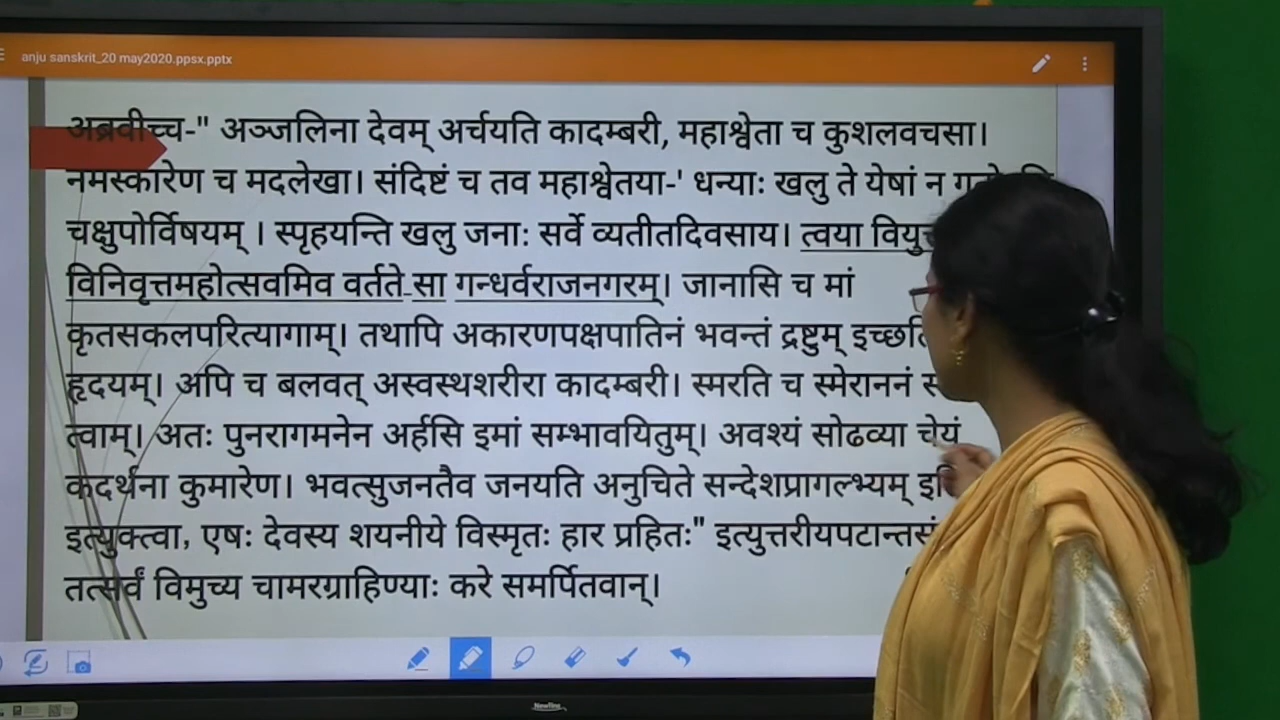 anju sanskrit_20 may2020.ppsx.pptx
अब्रवीच्च-" अञ्जलिना देवम् अर्चयति कादम्बरी, महाश्वेता च कुशलवचसा।
नमस्कारेण च मदलेखा। संदिष्टं च तव महाश्वेतया-' धन्याः खलु ते येषां न
चक्षुपोर्विषयम् । स्पृहयन्ति खलु जनाः सर्वे व्यतीतदिवसाय। त्वया
विनिवृत्तमहोत्सवमिव वर्तते सा गन्धर्वराजनगरम्। जानासि च मां
कृतसकलपरित्यागाम्। तथापि अकारणपक्षपातिनं भवन्तं द्रष्टुम्
हृदयम्। अपि च बलवत् अस्वस्थशरीरा कादम्बरी। स्मरति च स्मेराननं
त्वाम्। अतः पुनरागमनेन अर्हसि इमां सम्भावयितुम्। अवश्यं सोढव्या चेयं
कदर्थना कुमारेण। भवत्सुजनतैव जनयति अनुचिते सन्देशप्रागल्भ्यम्
इत्युक्त्वा, एषः देवस्य शयनीये विस्मृतः हार प्रहितः"
तत्सर्वं विमुच्य चामरग्राहिण्याः करे समर्पितवान्।
Newline